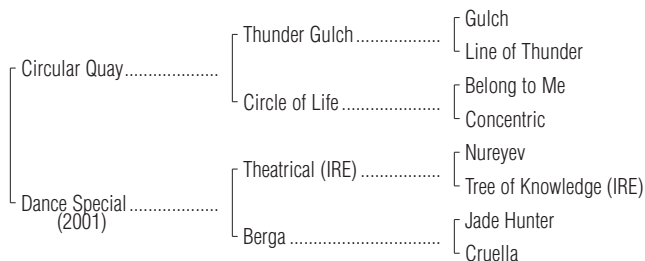 Gulch
Thunder Gulch....................
Line of Thunder
Circular Quay....................
Belong to Me
Circle of Life.....................
Concentric
Nureyev
Theatrical (IRE).................
Tree of Knowledge (IRE)
Dance Special...................
(2001)
Jade Hunter
Berga................................
Cruella